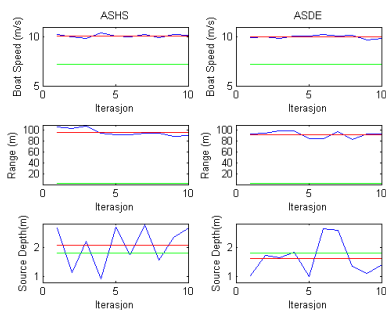 ASHS
ASDE
Boat Speed (m/s)
10
5
0 5 10
Iterasjon
Boat Speed (m/s)
10
5
0 5 10
Iterasjon
Range (m)
100
80
60
40
20
0 5 10
Iterasjon
Range (m)
100
80
60
40
20
0 5 10
Iterasjon
Source Depth(m)
2
1
0 5 10
Iterasjon
Source Depth(m)
2
1
0 5 10
Iterasjon